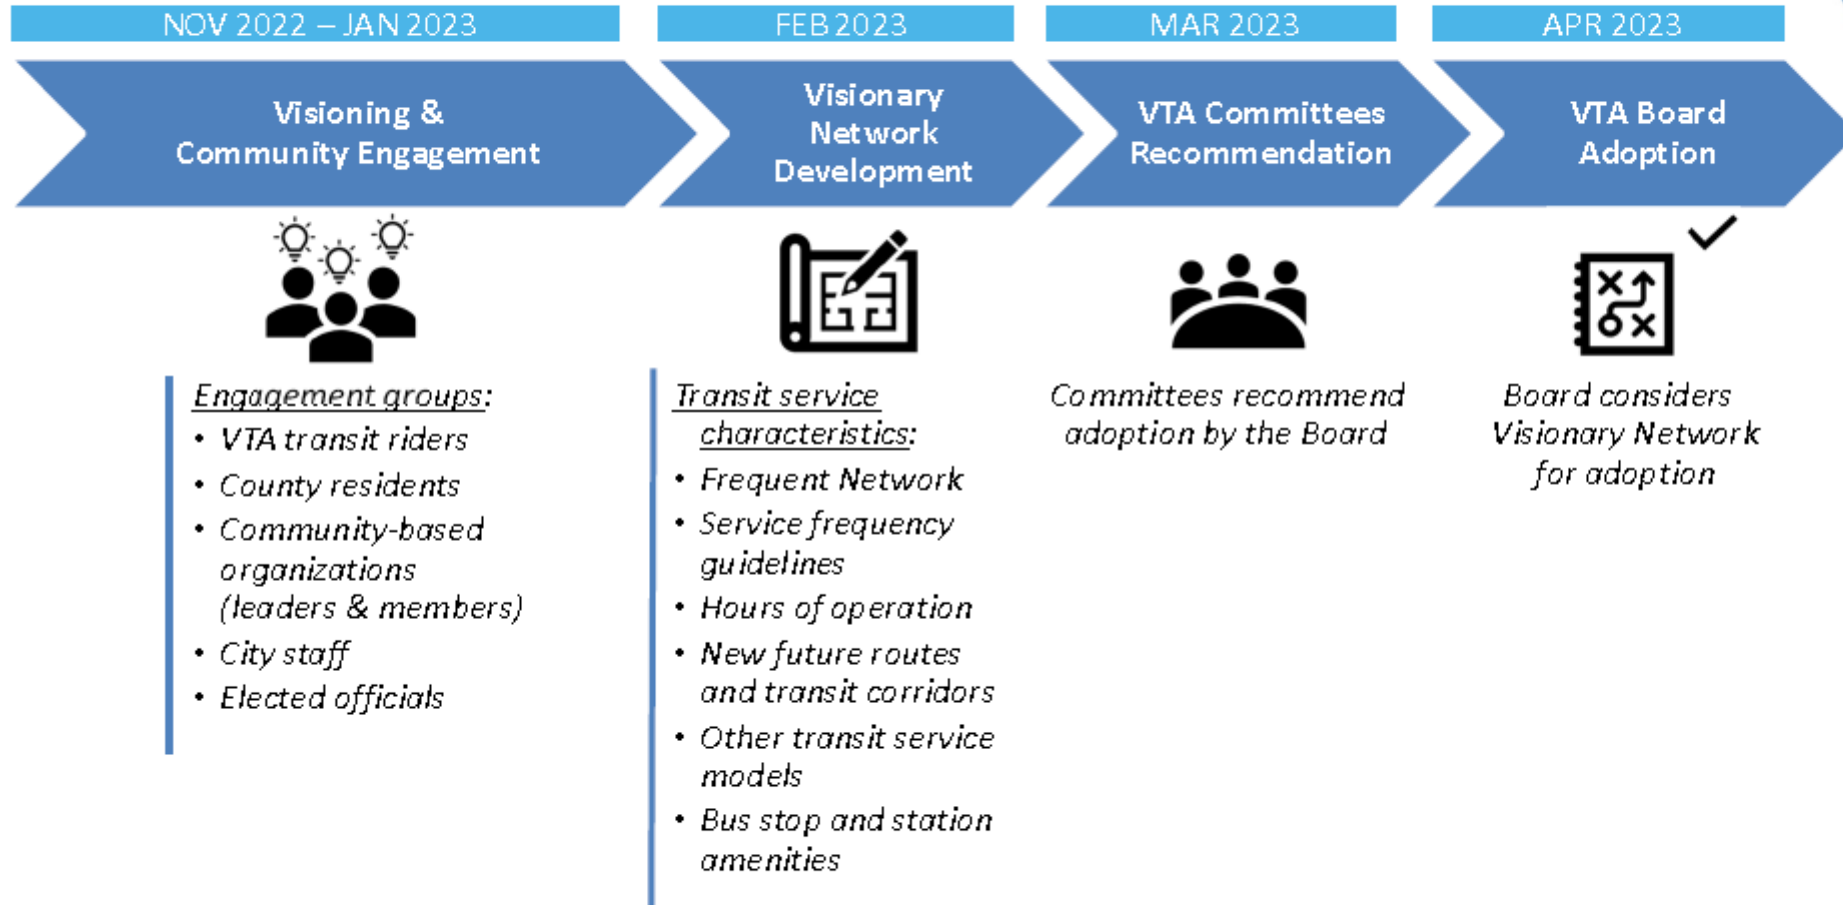 NOV 2022 – JAN 2023
FEB 2023
MAR 2023
APR 2023
Visioning &
Community Engagement
Visionary
Network
Development
VTA Committees
Recommendation
VTA Board
Adoption
Engagement groups:
• VTA transit riders
• County residents
• Community-based
organizations
(leaders & members)
• City staff
• Elected officials
Transit service
characteristics:
• Frequent Network
• Service frequency
guidelines
• Hours of operation
• New future routes
and transit corridors
• Other transit service
models
• Bus stop and station
amenities
Committees recommend
adoption by the Board
Board considers
Visionary Network
for adoption